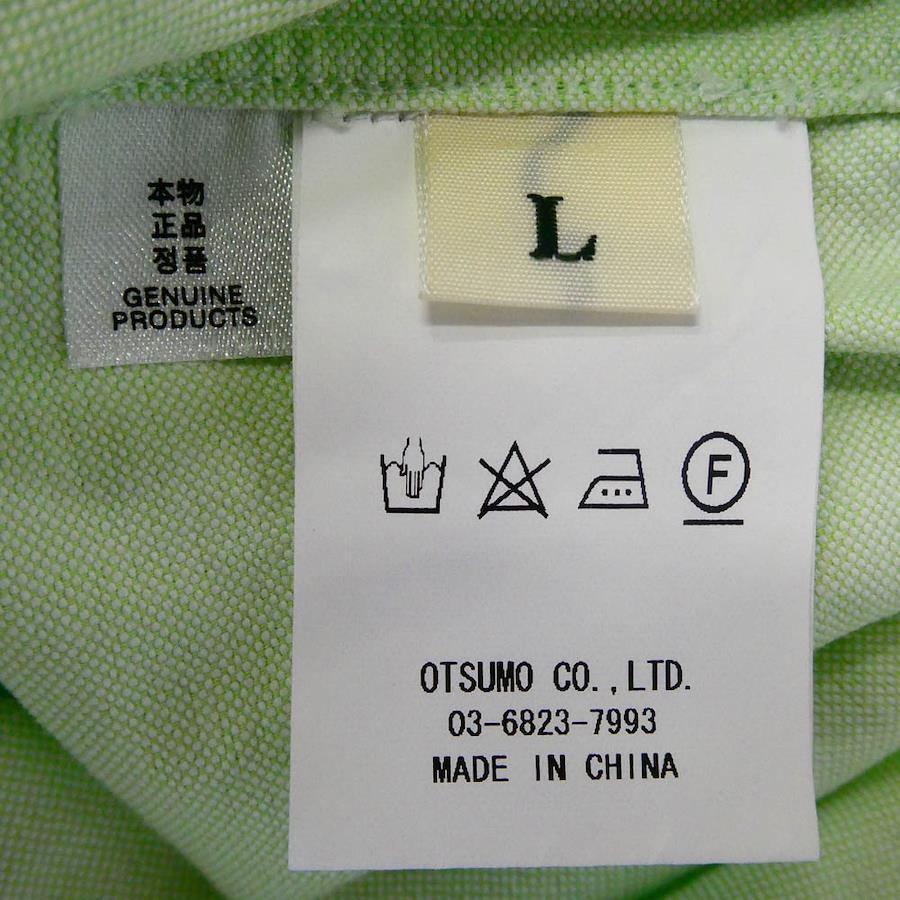 本物
正品
정품
GENUINE
PRODUCTS
L
F
OTSUMO CO.,LTD.
03-6823-7993
MADE IN CHINA